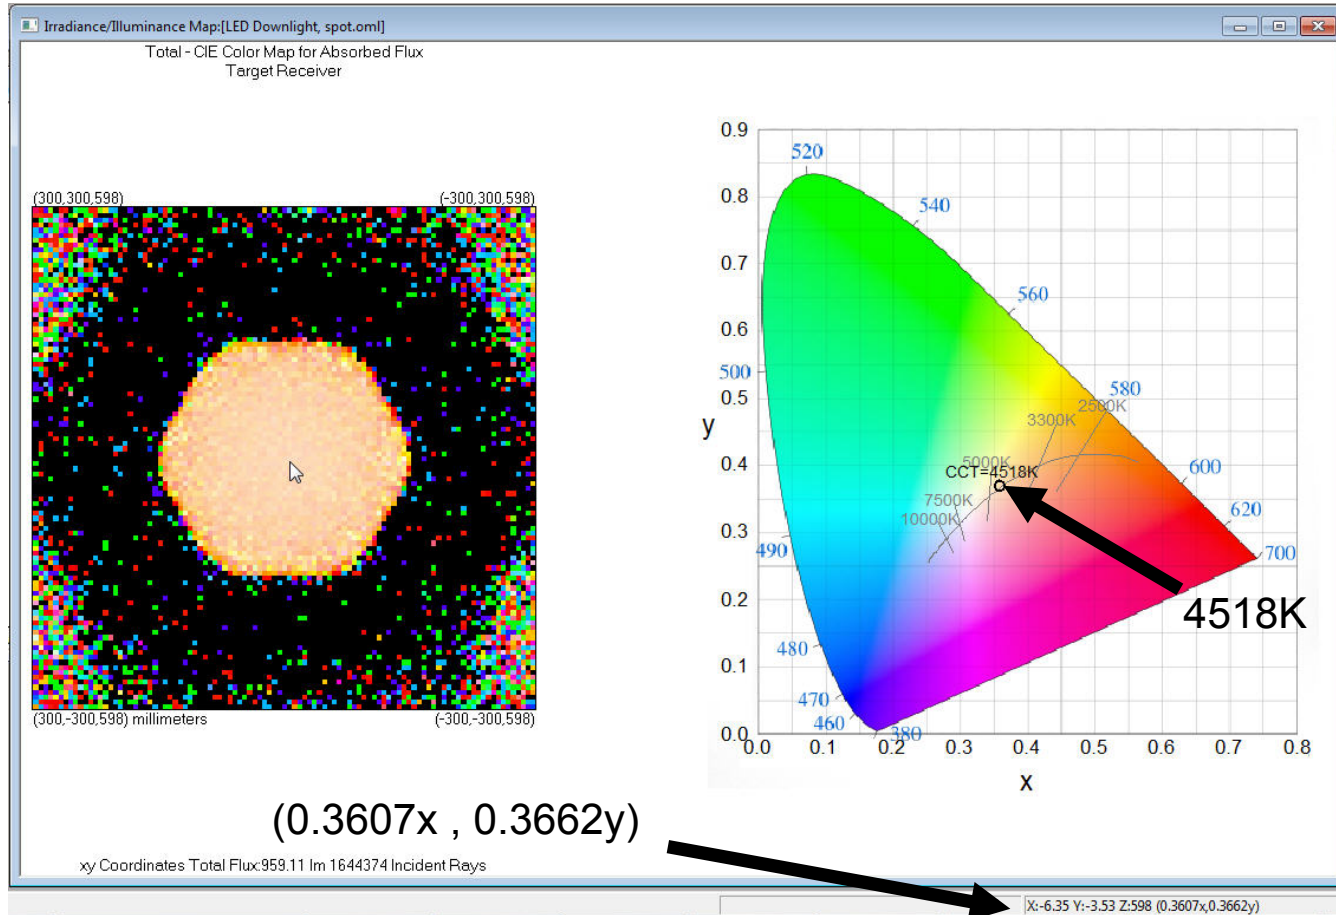 Irradiance/Illuminance Map:[LED Downlight, spot.oml]
Total - CIE Color Map for Absorbed Flux
Target Receiver
(300,300,598)
(-300,300,598)
(300,-300,598) millimeters
(-300,-300,598)
0.9
0.8
0.7
0.6
0.5
0.4
0.3
0.2
0.1
0.0
y
0.0
0.1
0.2
0.3
0.4
0.5
0.6
0.7
0.8
x
520
540
560
500
580
2500K
3300K
5000K
CCT=4518K
600
7500K
10000K
620
490
700
4518K
480
470
460
380
(0.3607x , 0.3662y)
xy Coordinates Total Flux:959.11 lm 1644374 Incident Rays
X:-6.35 Y:-3.53 Z:598 (0.3607x,0.3662y)